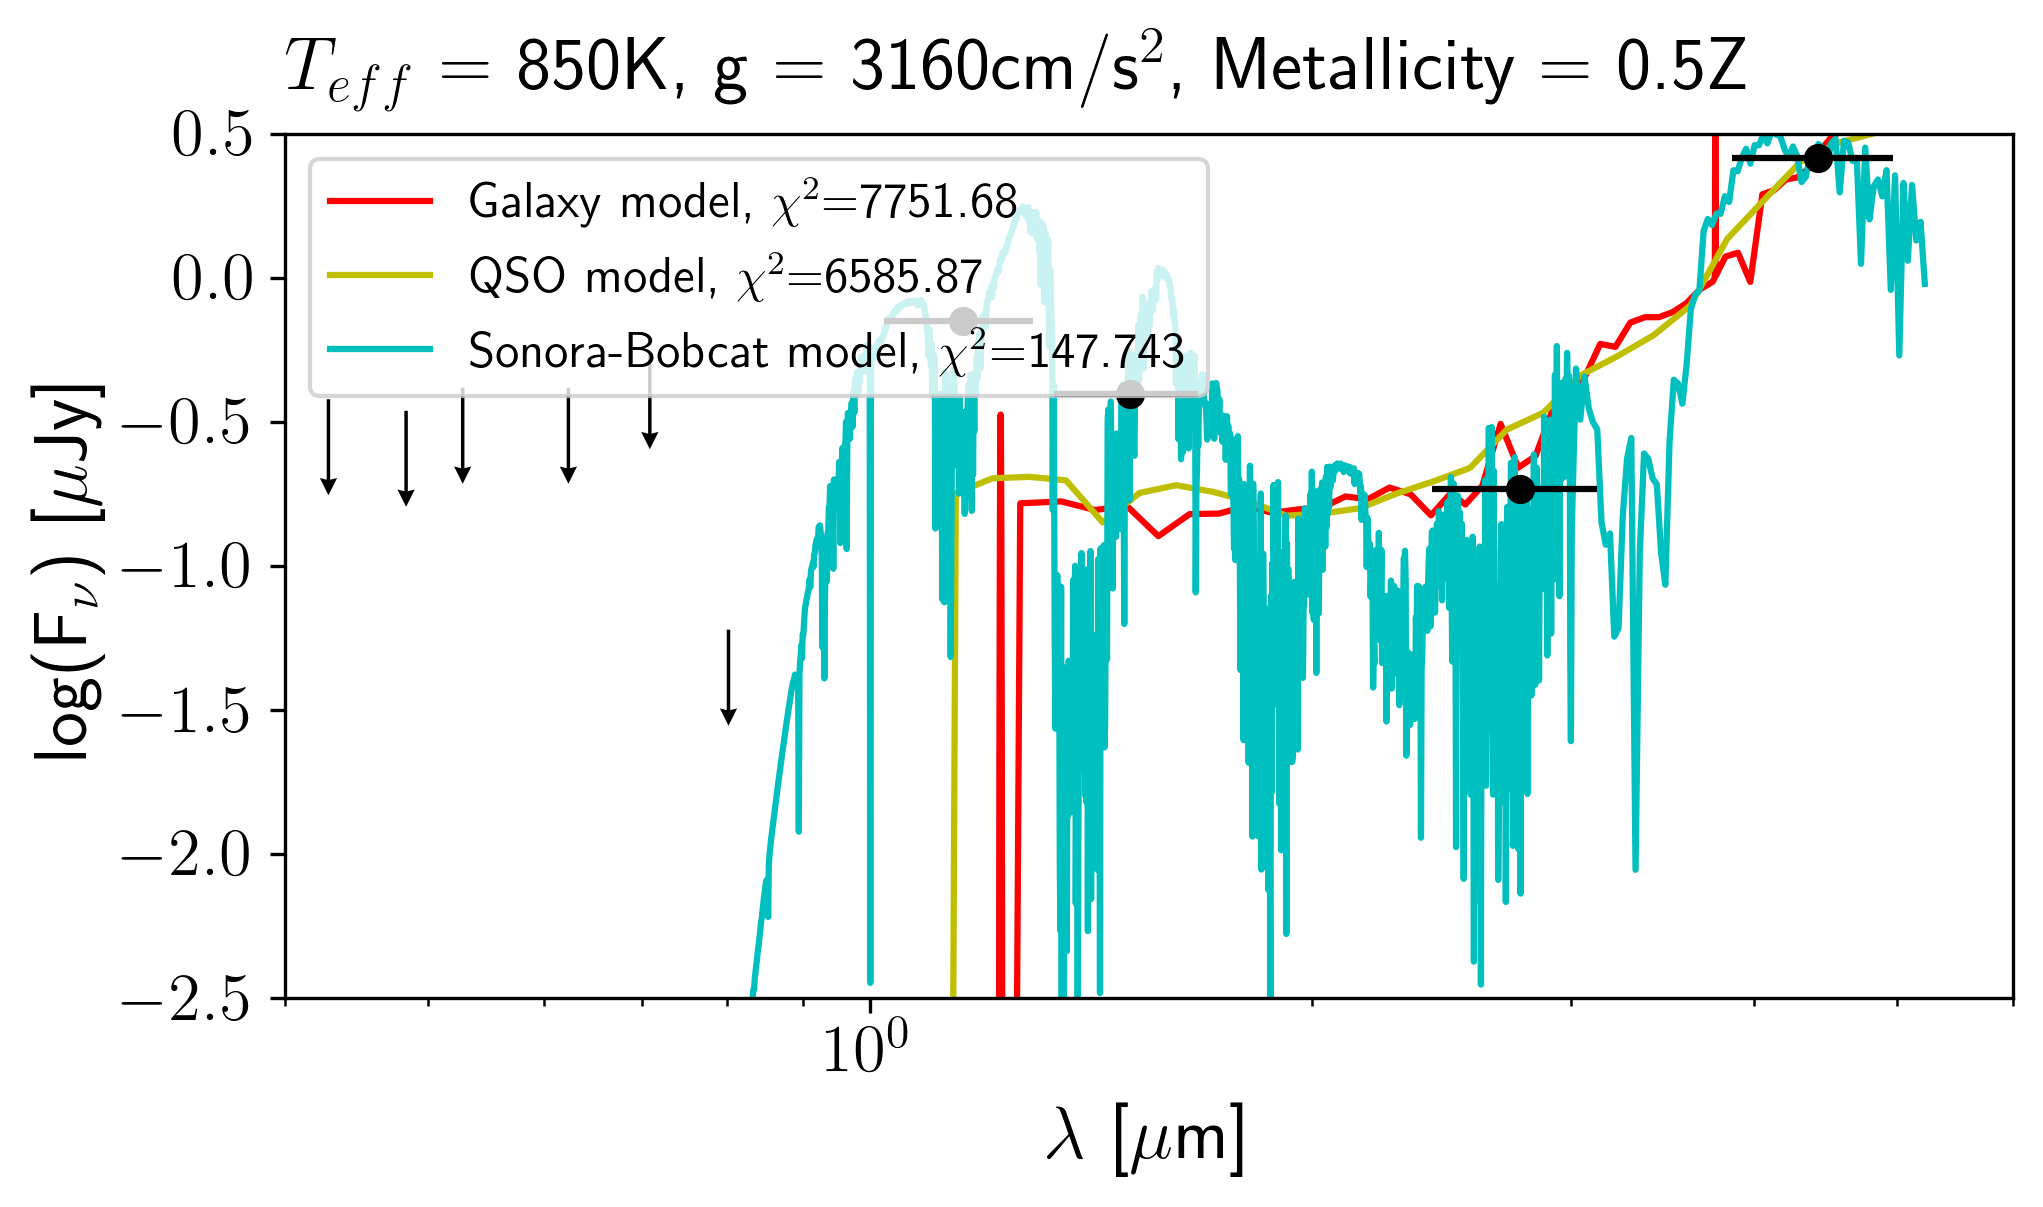 T_eff = 850K, g = 3160cm/s², Metallicity = 0.5Z
0.5
0.0
−0.5
−1.0
−1.5
−2.0
−2.5
log(F_ν) [μJy]
Galaxy model, χ²=7751.68
QSO model, χ²=6585.87
Sonora-Bobcat model, χ²=147.743
10⁰
λ [μm]